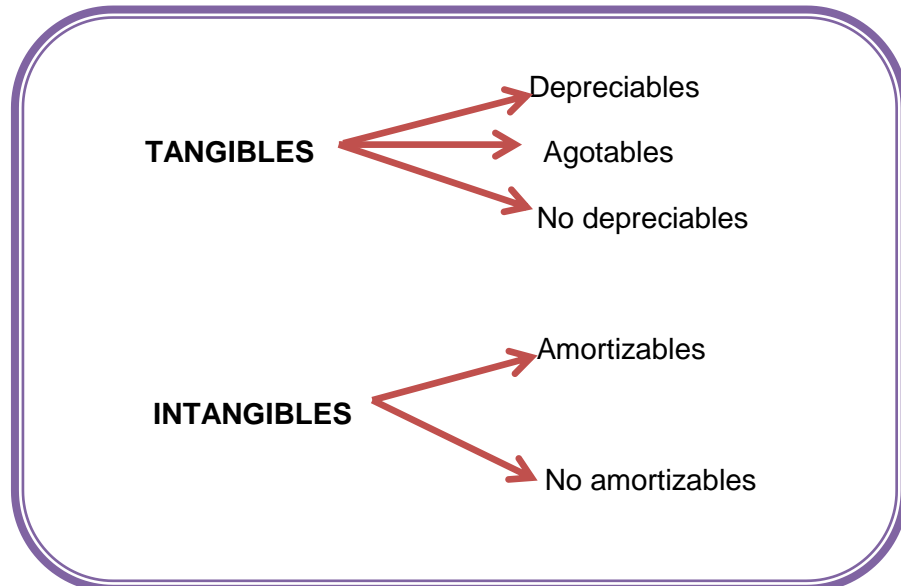 Depreciables
TANGIBLES
Agotables
No depreciables
Amortizables
INTANGIBLES
No amortizables